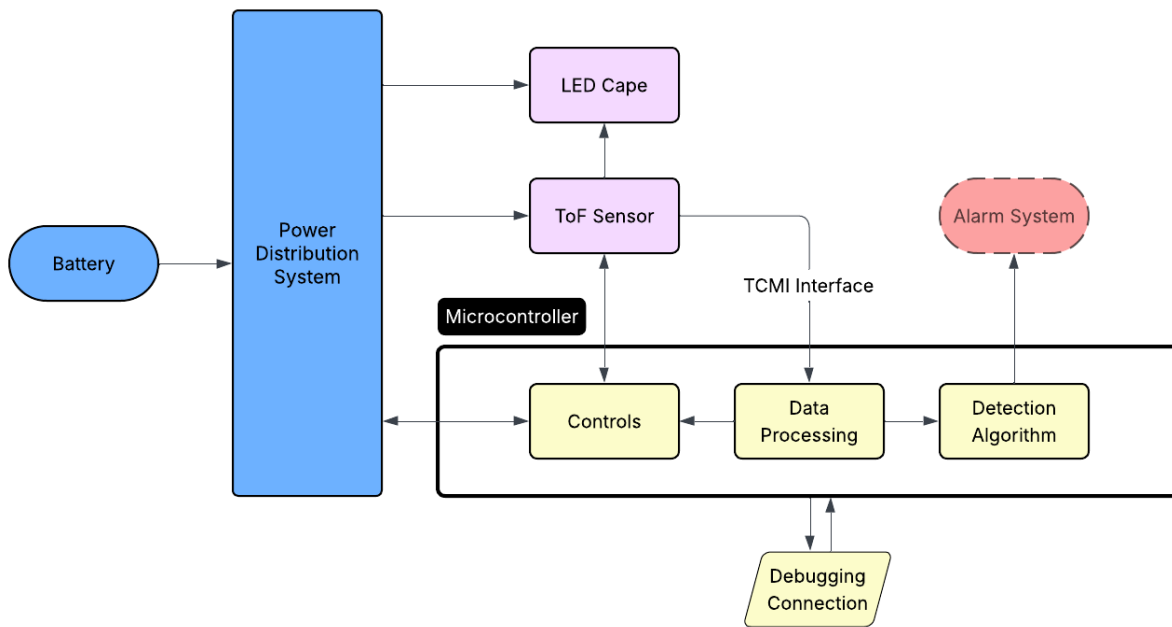 LED Cape
ToF Sensor
Alarm System
Battery
Power
Distribution
System
TCMI Interface
Microcontroller
Controls
Data
Processing
Detection
Algorithm
Debugging
Connection